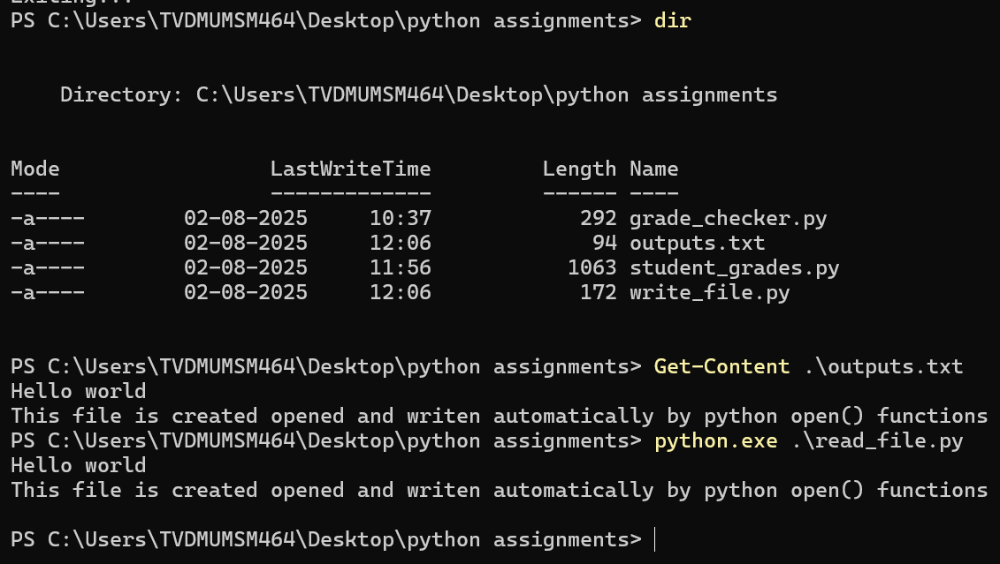 Exiting...
PS C:\Users\TVDMUMSM464\Desktop\python assignments> dir
Directory: C:\Users\TVDMUMSM464\Desktop\python assignments
Mode                 LastWriteTime         Length Name
----                 -------------         ------ ----
-a----        02-08-2025     10:37            292 grade_checker.py
-a----        02-08-2025     12:06             94 outputs.txt
-a----        02-08-2025     11:56           1063 student_grades.py
-a----        02-08-2025     12:06            172 write_file.py
PS C:\Users\TVDMUMSM464\Desktop\python assignments> Get-Content .\outputs.txt
Hello world
This file is created opened and writen automatically by python open() functions
PS C:\Users\TVDMUMSM464\Desktop\python assignments> python.exe .\read_file.py
Hello world
This file is created opened and writen automatically by python open() functions
PS C:\Users\TVDMUMSM464\Desktop\python assignments>